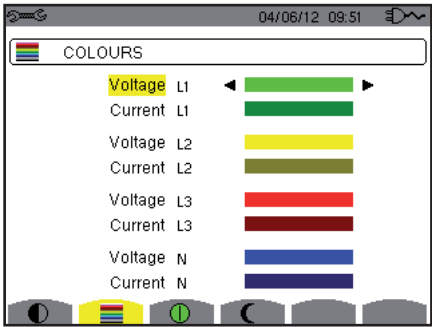 04/06/12 09:51
COLOURS
Voltage L1
Current L1
Voltage L2
Current L2
Voltage L3
Current L3
Voltage N
Current N